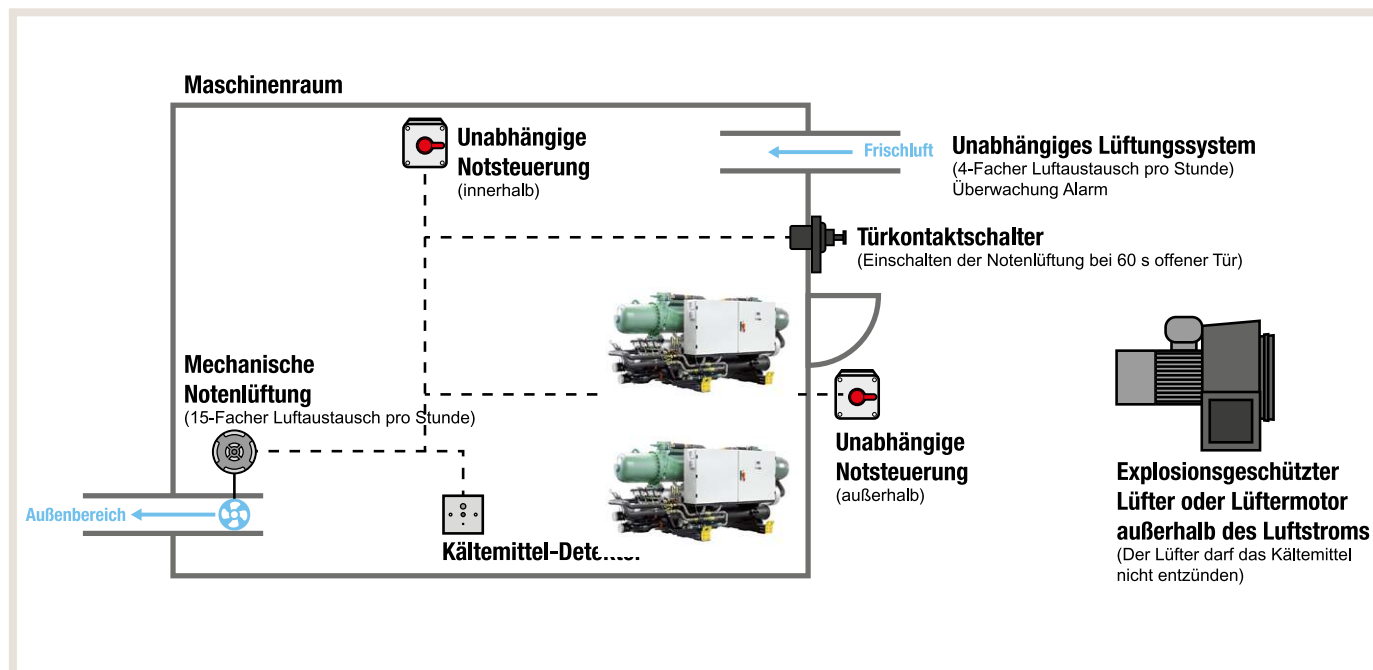 Maschinenraum
Unabhängige
Notsteuerung
(innerhalb)
Frischluft
Unabhängiges Lüftungssystem
(4-Facher Luftaustausch pro Stunde)
Überwachung Alarm
Türkontaktschalter
(Einschalten der Notenlüftung bei 60 s offener Tür)
Mechanische
Notenlüftung
(15-Facher Luftaustausch pro Stunde)
Außenbereich
Unabhängige
Notsteuerung
(außerhalb)
Explosionsgeschützter
Lüfter oder Lüftermotor
außerhalb des Luftstroms
(Der Lüfter darf das Kältemittel
nicht entzünden)